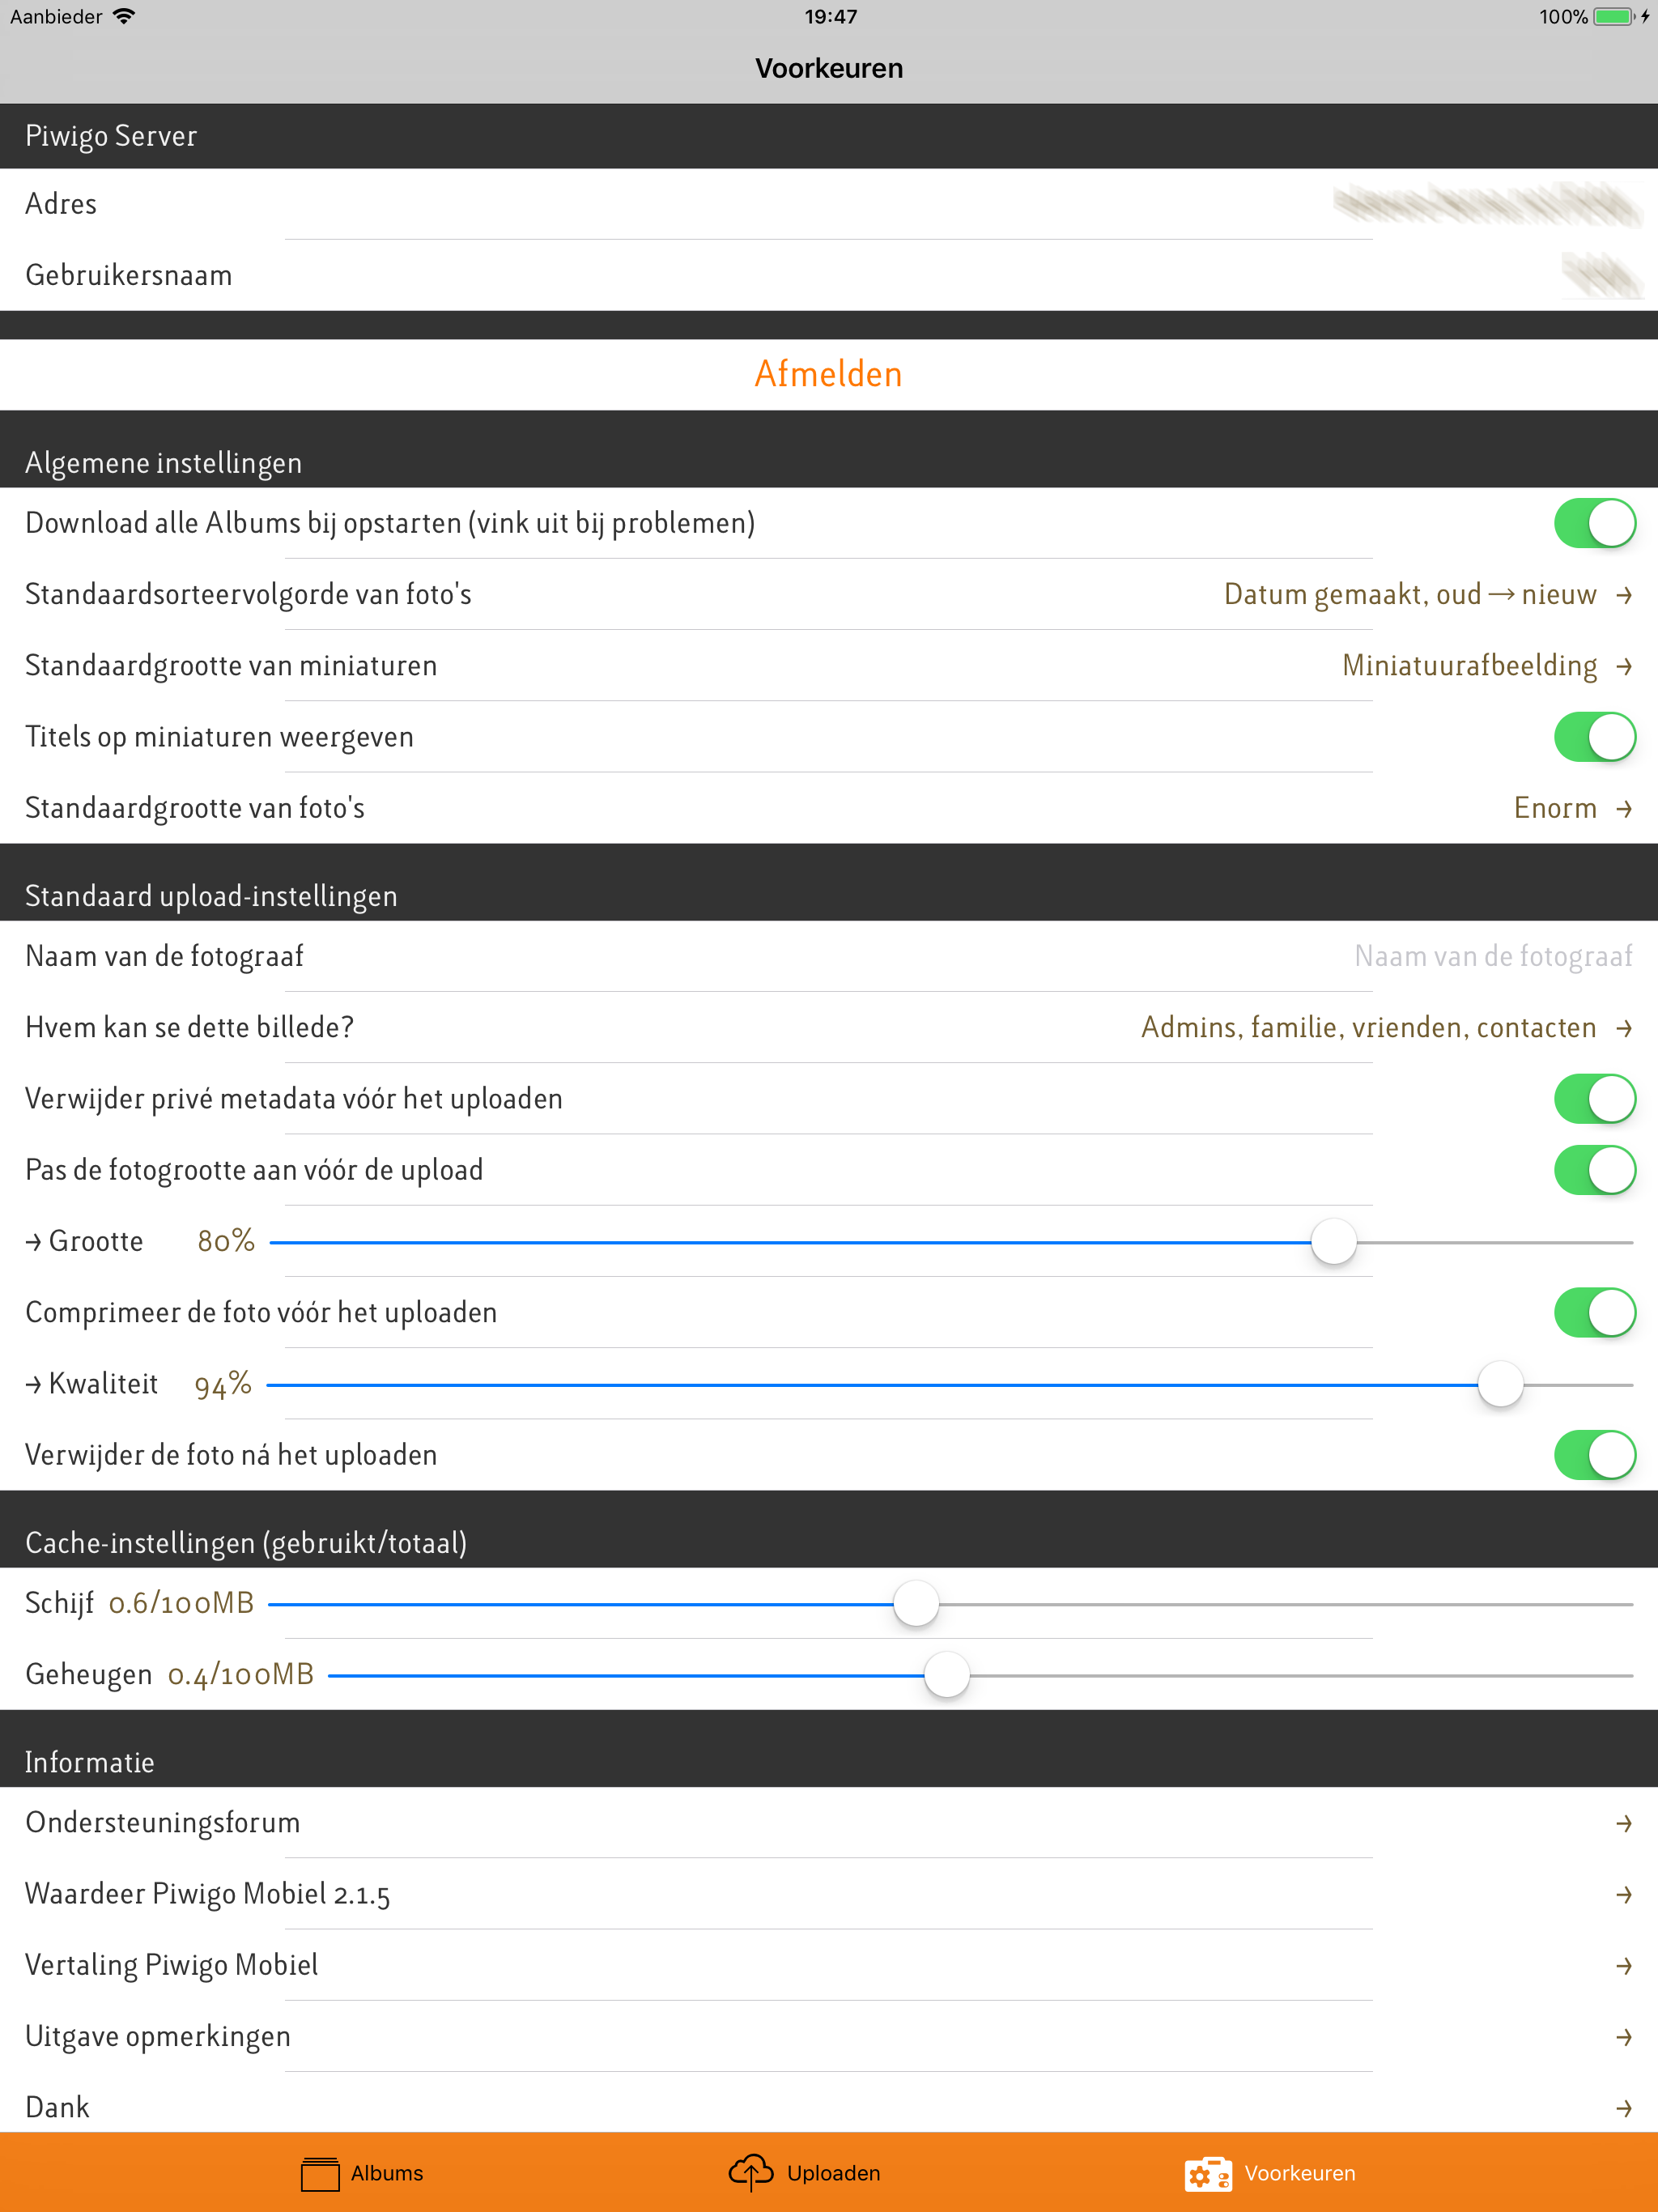 Aanbieder 19:47 100%
Voorkeuren
Piwigo Server
Adres
Gebruikersnaam
Afmelden
Algemene instellingen
Download alle Albums bij opstarten (vink uit bij problemen)
Standaardsorteervolgorde van foto's Datum gemaakt, oud → nieuw →
Standaardgrootte van miniaturen Miniatuurafbeelding →
Titels op miniaturen weergeven
Standaardgrootte van foto's Enorm →
Standaard upload-instellingen
Naam van de fotograaf Naam van de fotograaf
Hvem kan se dette billede? Admins, familie, vrienden, contacten →
Verwijder privé metadata vóór het uploaden
Pas de fotogrootte aan vóór de upload
→ Grootte 80%
Comprimeer de foto vóór het uploaden
→ Kwaliteit 94%
Verwijder de foto ná het uploaden
Cache-instellingen (gebruikt/totaal)
Schijf 0.6/100MB
Geheugen 0.4/100MB
Informatie
Ondersteuningsforum →
Waardeer Piwigo Mobiel 2.1.5 →
Vertaling Piwigo Mobiel →
Uitgave opmerkingen →
Dank →
Albums Uploaden Voorkeuren